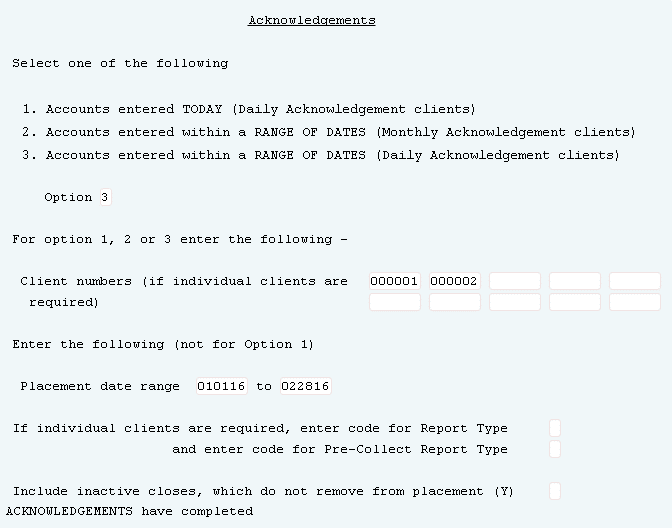 Acknowledgements
Select one of the following
1. Accounts entered TODAY (Daily Acknowledgement clients)
2. Accounts entered within a RANGE OF DATES (Monthly Acknowledgement clients)
3. Accounts entered within a RANGE OF DATES (Daily Acknowledgement clients)
Option 3
For option 1, 2 or 3 enter the following –
Client numbers (if individual clients are 000001 000002
required)
Enter the following (not for Option 1)
Placement date range 010116 to 022816
If individual clients are required, enter code for Report Type
and enter code for Pre-Collect Report Type
Include inactive closes, which do not remove from placement (Y)
ACKNOWLEDGEMENTS have completed